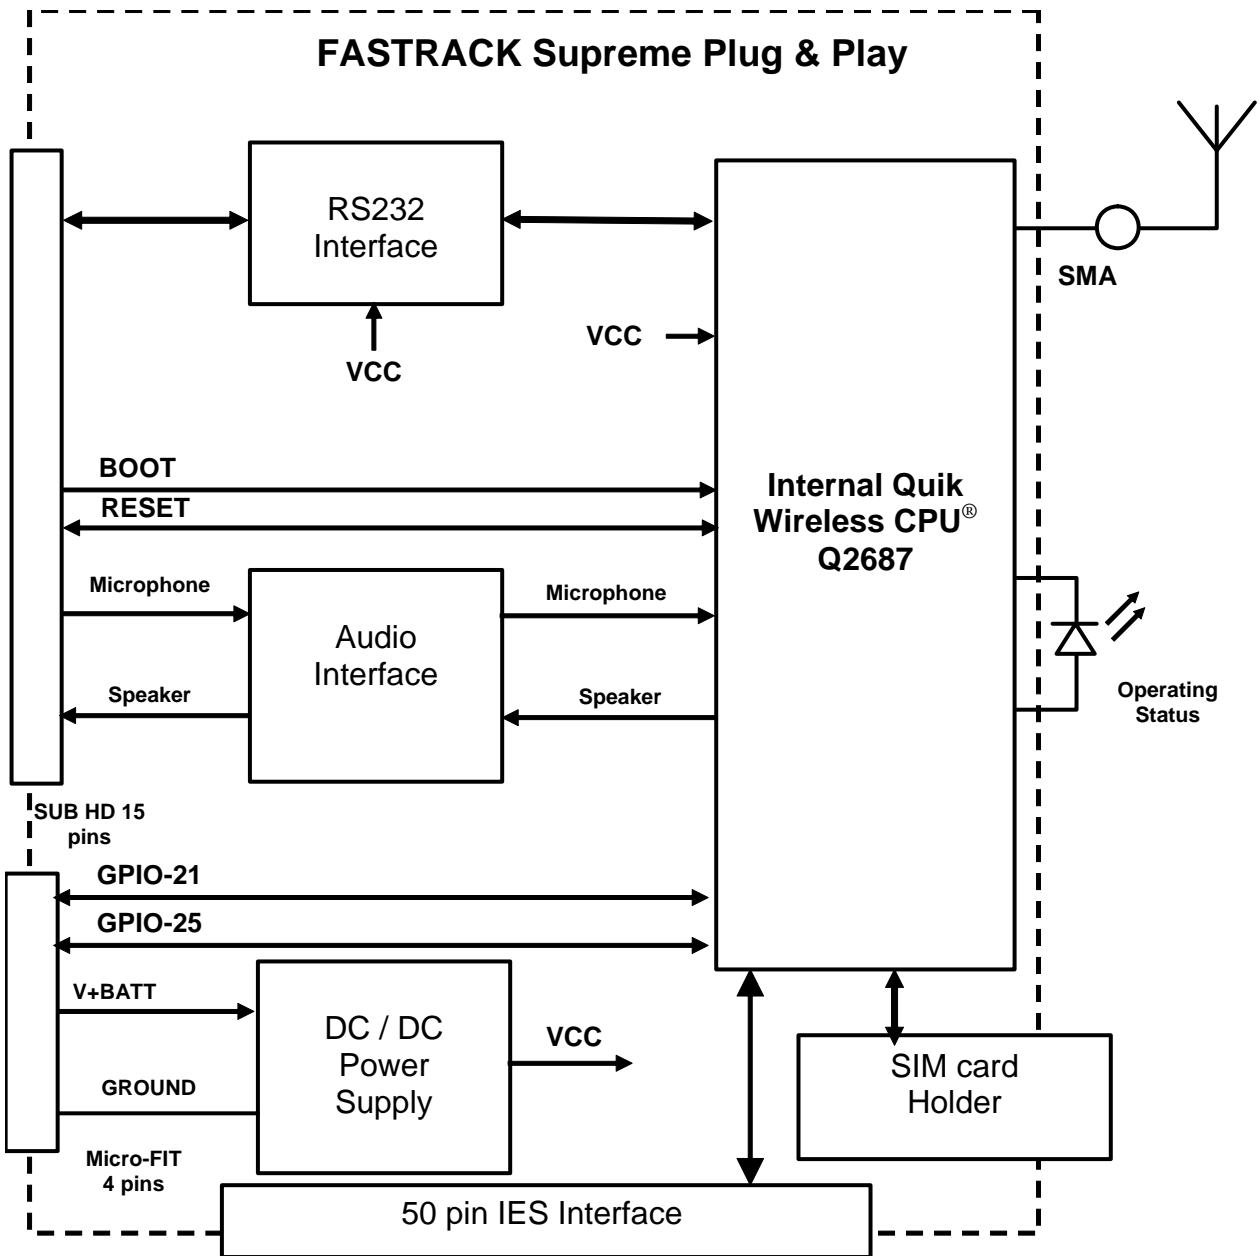 FASTRACK Supreme Plug & Play
RS232
Interface
SMA
VCC
VCC
BOOT
RESET
Internal Quik
Wireless CPU®
Q2687
Microphone
Microphone
Audio
Interface
Speaker
Speaker
Operating
Status
SUB HD 15
pins
GPIO-21
GPIO-25
V+BATT
DC / DC
Power
Supply
VCC
GROUND
SIM card
Holder
Micro-FIT
4 pins
50 pin IES Interface